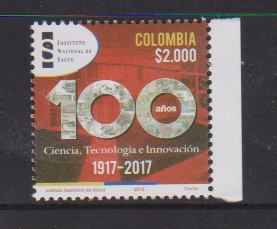 INSTITUTO
NACIONAL DE
SALUD
COLOMBIA
$2.000
100
años
Ciencia, Tecnología e Innovación
1917-2017
Instituto Nacional de Salud